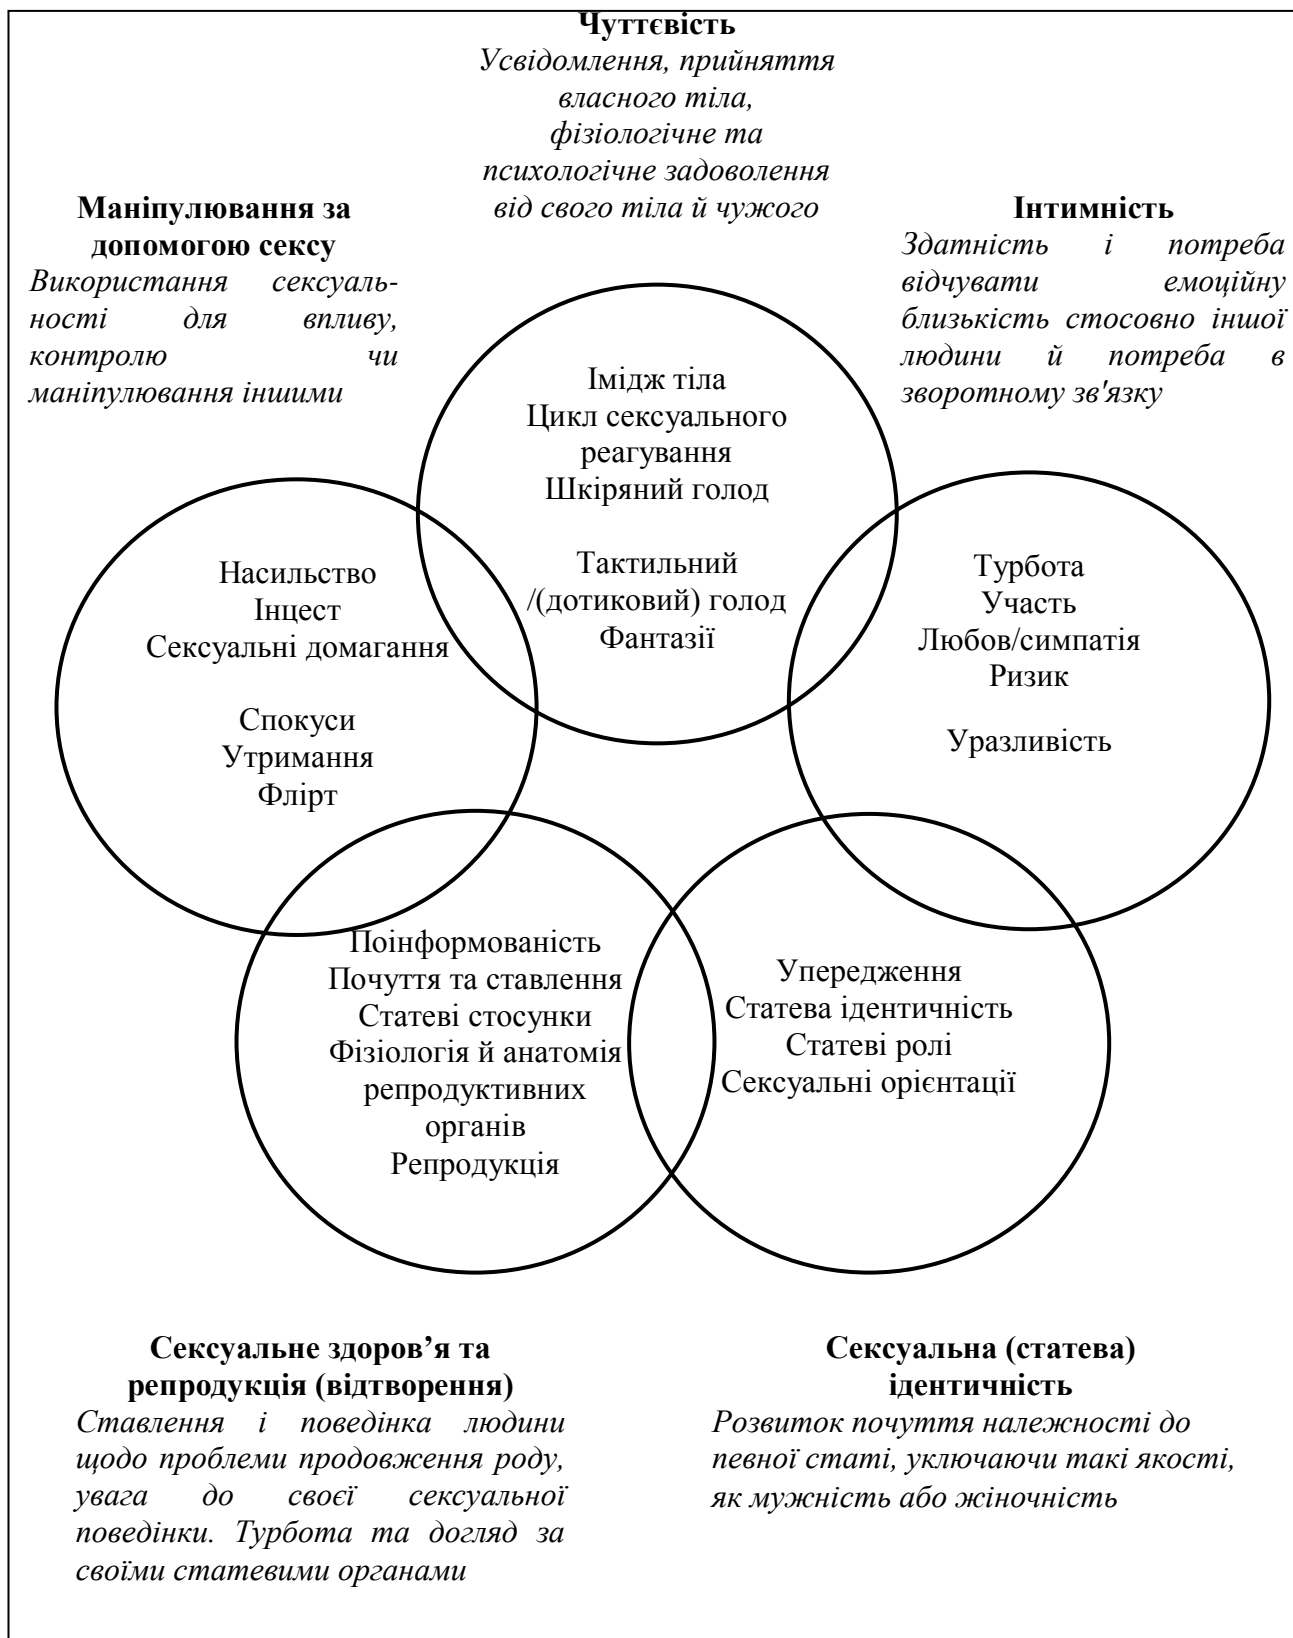 Чуттєвість
Усвідомлення, прийняття
власного тіла,
фізіологічне та
психологічне задоволення
від свого тіла й чужого
Маніпулювання за
допомогою сексу
Використання сексуаль-
ності для впливу,
контролю чи
маніпулювання іншими
Інтимність
Здатність і потреба
відчувати емоційну
близькість стосовно іншої
людини й потреба в
зворотному зв'язку
Імідж тіла
Цикл сексуального
реагування
Шкіряний голод
Тактильний
/(дотиковий) голод
Фантазії
Насильство
Інцест
Сексуальні домагання
Спокуси
Утримання
Флірт
Турбота
Участь
Любов/симпатія
Ризик
Уразливість
Поінформованість
Почуття та ставлення
Статеві стосунки
Фізіологія й анатомія
репродуктивних
органів
Репродукція
Упередження
Статева ідентичність
Статеві ролі
Сексуальні орієнтації
Сексуальне здоров’я та
репродукція (відтворення)
Ставлення і поведінка людини
щодо проблеми продовження роду,
увага до своєї сексуальної
поведінки. Турбота та догляд за
своїми статевими органами
Сексуальна (статева)
ідентичність
Розвиток почуття належності до
певної статі, уключаючи такі якості,
як мужність або жіночність